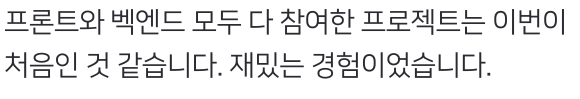 프론트와 벡엔드 모두 다 참여한 프로젝트는 이번이
처음인 것 같습니다. 재밌는 경험이었습니다.